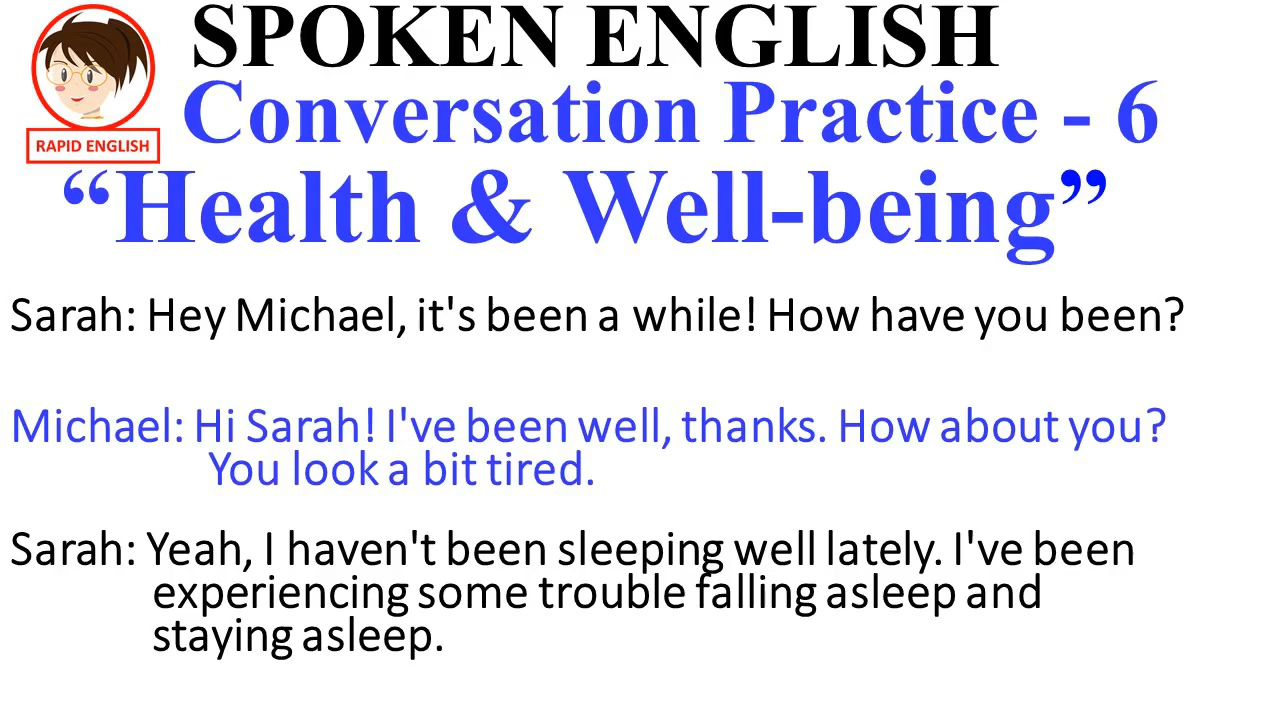 SPOKEN ENGLISH
RAPID ENGLISH
Conversation Practice - 6
“Health & Well-being”
Sarah: Hey Michael, it's been a while! How have you been?
Michael: Hi Sarah! I've been well, thanks. How about you?
You look a bit tired.
Sarah: Yeah, I haven't been sleeping well lately. I've been
experiencing some trouble falling asleep and
staying asleep.